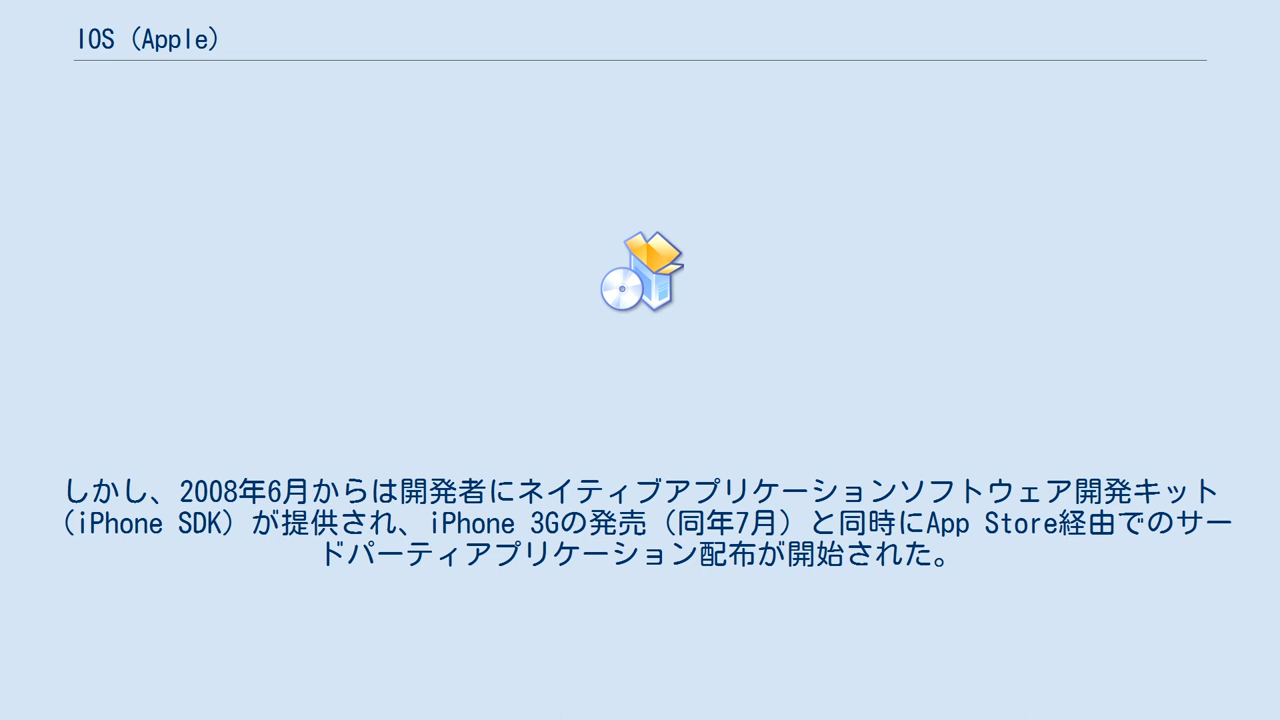 IOS (Apple)
しかし、2008年6月からは開発者にネイティブアプリケーションソフトウェア開発キット
（iPhone SDK）が提供され、iPhone 3Gの発売（同年7月）と同時にApp Store経由でのサー
ドパーティアプリケーション配布が開始された。